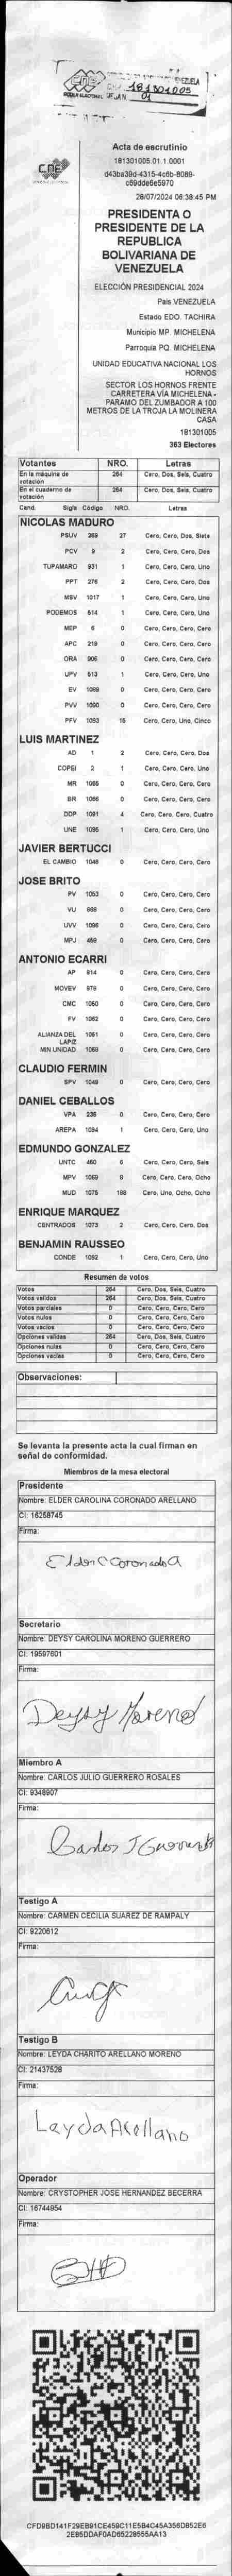 181301005
01
Acta de escrutinio
181301005.01.1.0001
d43ba39d-4315-4c6b-8089-
c69dde6e5970
28/07/2024 06:38:45 PM
CNE
PRESIDENTA O
PRESIDENTE DE LA
REPUBLICA
BOLIVARIANA DE
VENEZUELA
ELECCIÓN PRESIDENCIAL 2024
País VENEZUELA
Estado EDO. TACHIRA
Municipio MP. MICHELENA
Parroquia PQ. MICHELENA
UNIDAD EDUCATIVA NACIONAL LOS
HORNOS
SECTOR LOS HORNOS FRENTE
CARRETERA VIA MICHELENA -
PARAMO DEL ZUMBADOR A 100
METROS DE LA TROJA LA MOLINERA
CASA
181301005
363 Electores
Votantes NRO. Letras
En la máquina de votación 264 Cero, Dos, Seis, Cuatro
En el cuaderno de votación 264 Cero, Dos, Seis, Cuatro
Cand. Sigla Código NRO. Letras
NICOLAS MADURO
PSUV 269 27 Cero, Cero, Dos, Siete
PCV 9 2 Cero, Cero, Cero, Dos
TUPAMARO 931 1 Cero, Cero, Cero, Uno
PPT 276 2 Cero, Cero, Cero, Dos
MSV 1017 1 Cero, Cero, Cero, Uno
PODEMOS 614 1 Cero, Cero, Cero, Uno
MEP 6 0 Cero, Cero, Cero, Cero
APC 219 0 Cero, Cero, Cero, Cero
ORA 906 0 Cero, Cero, Cero, Cero
UPV 613 1 Cero, Cero, Cero, Uno
EV 1089 0 Cero, Cero, Cero, Cero
PVV 1090 0 Cero, Cero, Cero, Cero
PFV 1093 15 Cero, Cero, Uno, Cinco
LUIS MARTINEZ
AD 1 2 Cero, Cero, Cero, Dos
COPEI 2 1 Cero, Cero, Cero, Uno
MR 1065 0 Cero, Cero, Cero, Cero
BR 1066 0 Cero, Cero, Cero, Cero
DDP 1091 4 Cero, Cero, Cero, Cuatro
UNE 1095 1 Cero, Cero, Cero, Uno
JAVIER BERTUCCI
EL CAMBIO 1048 0 Cero, Cero, Cero, Cero
JOSE BRITO
PV 1053 0 Cero, Cero, Cero, Cero
VU 868 0 Cero, Cero, Cero, Cero
UVV 1096 0 Cero, Cero, Cero, Cero
MPJ 459 0 Cero, Cero, Cero, Cero
ANTONIO ECARRI
AP 814 0 Cero, Cero, Cero, Cero
MOVEV 979 0 Cero, Cero, Cero, Cero
CMC 1050 0 Cero, Cero, Cero, Cero
FV 1062 0 Cero, Cero, Cero, Cero
ALIANZA DEL LAPIZ 1051 0 Cero, Cero, Cero, Cero
MIN UNIDAD 1068 0 Cero, Cero, Cero, Cero
CLAUDIO FERMIN
SPV 1049 0 Cero, Cero, Cero, Cero
DANIEL CEBALLOS
VPA 236 0 Cero, Cero, Cero, Cero
AREPA 1094 1 Cero, Cero, Cero, Uno
EDMUNDO GONZALEZ
UNTC 460 6 Cero, Cero, Cero, Seis
MPV 1069 8 Cero, Cero, Cero, Ocho
MUD 1075 188 Cero, Uno, Ocho, Ocho
ENRIQUE MARQUEZ
CENTRADOS 1073 2 Cero, Cero, Cero, Dos
BENJAMIN RAUSSEO
CONDE 1092 1 Cero, Cero, Cero, Uno
Resumen de votos
Votos 264 Cero, Dos, Seis, Cuatro
Votos validos 264 Cero, Dos, Seis, Cuatro
Votos parciales 0 Cero, Cero, Cero, Cero
Votos nulos 0 Cero, Cero, Cero, Cero
Votos vacios 0 Cero, Cero, Cero, Cero
Opciones validas 264 Cero, Dos, Seis, Cuatro
Opciones nulas 0 Cero, Cero, Cero, Cero
Opciones vacias 0 Cero, Cero, Cero, Cero
Observaciones:
Se levanta la presente acta la cual firman en
señal de conformidad.
Miembros de la mesa electoral
Presidente
Nombre: ELDER CAROLINA CORONADO ARELLANO
CI: 16258745
Firma:
Elder C Coronado A
Secretario
Nombre: DEYSY CAROLINA MORENO GUERRERO
CI: 19597601
Firma:
Deysy Moreno
Miembro A
Nombre: CARLOS JULIO GUERRERO ROSALES
CI: 9348907
Firma:
Carlos J Guerrero
Testigo A
Nombre: CARMEN CECILIA SUAREZ DE RAMPALY
CI: 9220612
Firma:
Testigo B
Nombre: LEYDA CHARITO ARELLANO MORENO
CI: 21437528
Firma:
Leyda Arellano
Operador
Nombre: CRYSTOPHER JOSE HERNANDEZ BECERRA
CI: 16744954
Firma:
CFD9BD141F29EB91CE459C11E5B4C45A356DB52E6
2E85DDAF0AD65228555AA13